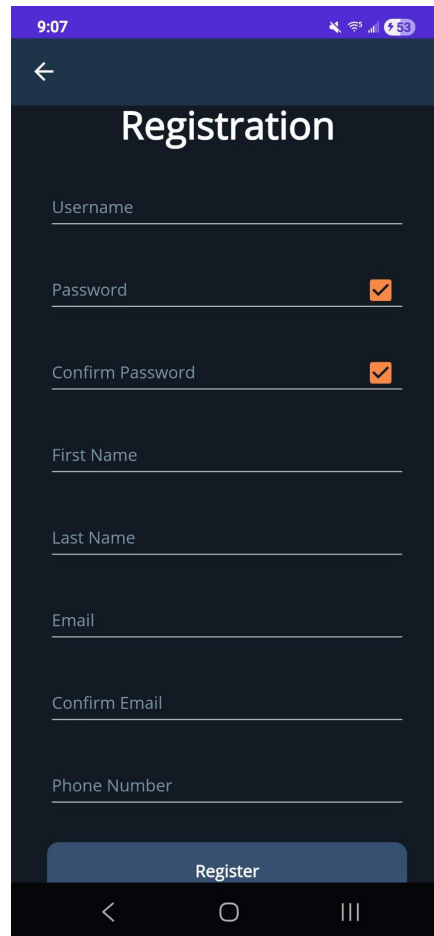 9:07
53
Registration
Username
Password
Confirm Password
First Name
Last Name
Email
Confirm Email
Phone Number
Register